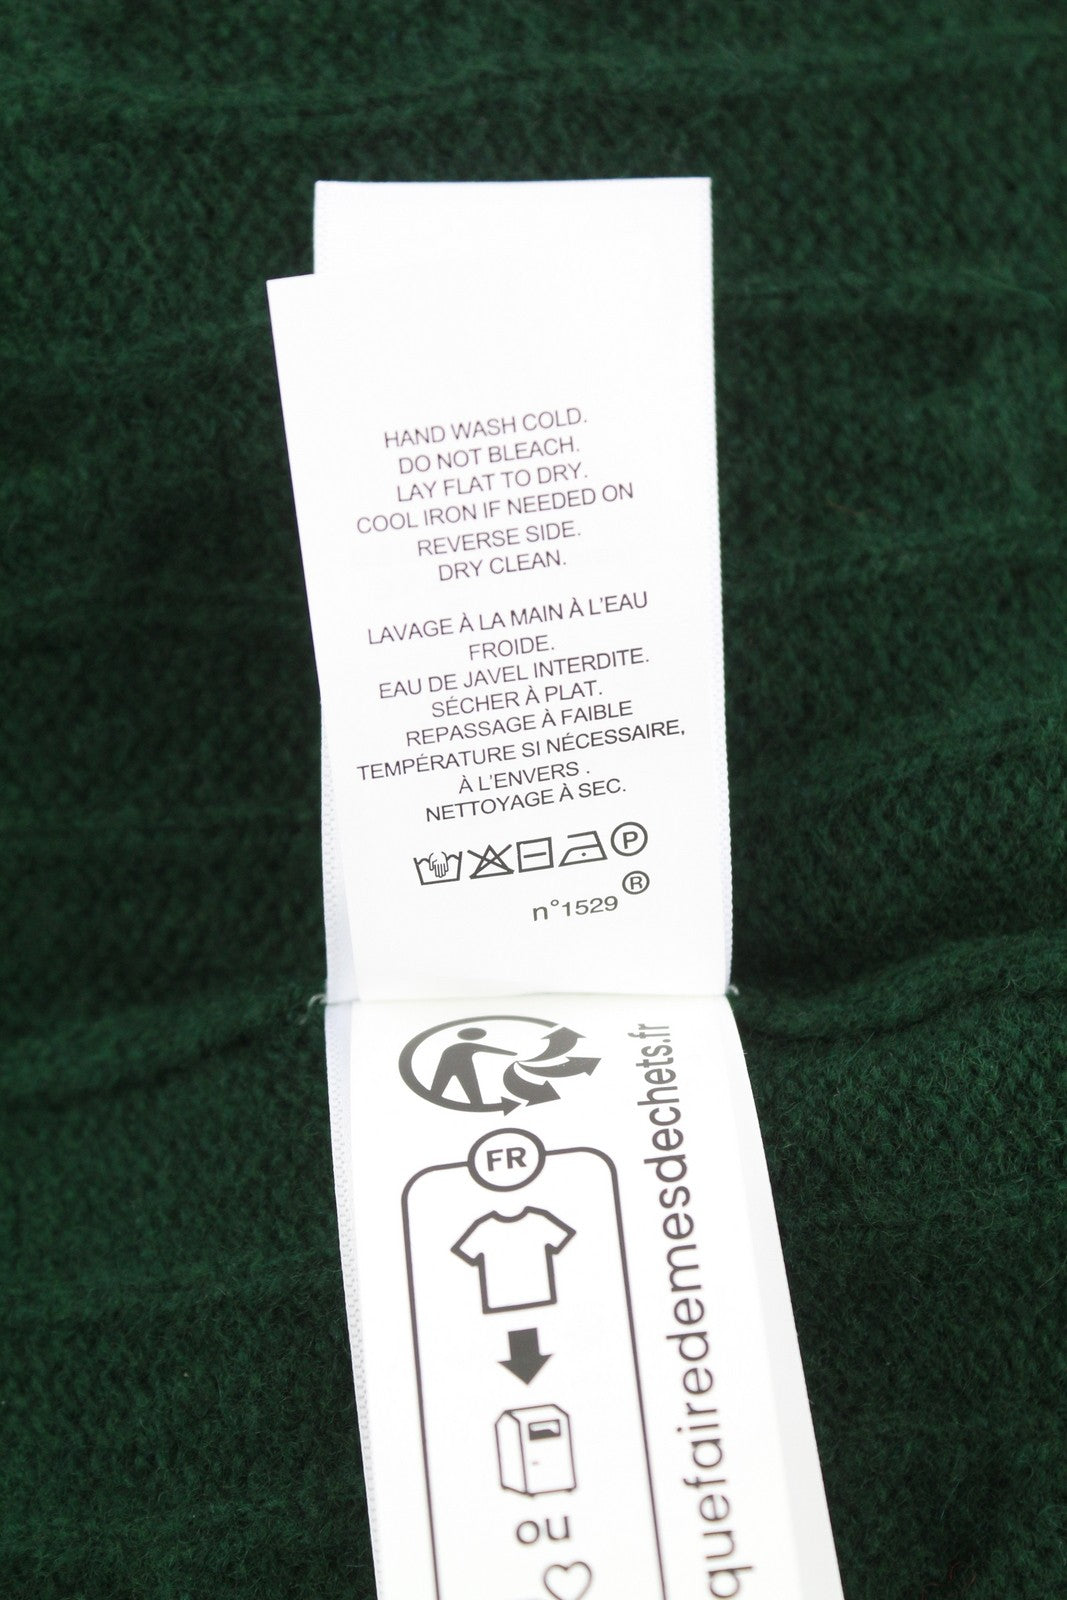 HAND WASH COLD.
DO NOT BLEACH.
LAY FLAT TO DRY.
COOL IRON IF NEEDED ON
REVERSE SIDE.
DRY CLEAN.
LAVAGE À LA MAIN À L'EAU
FROIDE.
EAU DE JAVEL INTERDITE.
SÉCHER À PLAT.
REPASSAGE À FAIBLE
TEMPÉRATURE SI NÉCESSAIRE,
À L'ENVERS .
NETTOYAGE À SEC.
P
n°1529 ®
FR
ou
quefairedemesdechets.fr